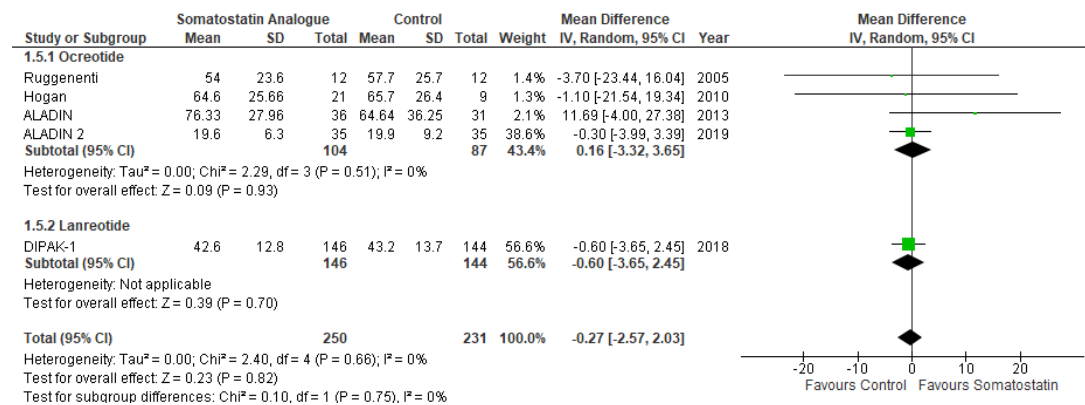 Somatostatin Analogue Control Mean Difference Mean Difference
Study or Subgroup Mean SD Total Mean SD Total Weight IV, Random, 95% CI Year IV, Random, 95% CI
1.5.1 Ocreotide
Ruggenenti 54 23.6 12 57.7 25.7 12 1.4% -3.70 [-23.44, 16.04] 2005
Hogan 64.6 25.66 21 65.7 26.4 9 1.3% -1.10 [-21.54, 19.34] 2010
ALADIN 76.33 27.96 36 64.64 36.25 31 2.1% 11.69 [-4.00, 27.38] 2013
ALADIN 2 19.6 6.3 35 19.9 9.2 35 38.6% -0.30 [-3.99, 3.39] 2019
Subtotal (95% CI) 104 87 43.4% 0.16 [-3.32, 3.65]
Heterogeneity: Tau² = 0.00; Chi² = 2.29, df = 3 (P = 0.51); I² = 0%
Test for overall effect: Z = 0.09 (P = 0.93)
1.5.2 Lanreotide
DIPAK-1 42.6 12.8 146 43.2 13.7 144 56.6% -0.60 [-3.65, 2.45] 2018
Subtotal (95% CI) 146 144 56.6% -0.60 [-3.65, 2.45]
Heterogeneity: Not applicable
Test for overall effect: Z = 0.39 (P = 0.70)
Total (95% CI) 250 231 100.0% -0.27 [-2.57, 2.03]
Heterogeneity: Tau² = 0.00; Chi² = 2.40, df = 4 (P = 0.66); I² = 0%
Test for overall effect: Z = 0.23 (P = 0.82)
Test for subgroup differences: Chi² = 0.10, df = 1 (P = 0.75), I² = 0%
-20 -10 0 10 20
Favours Control Favours Somatostatin